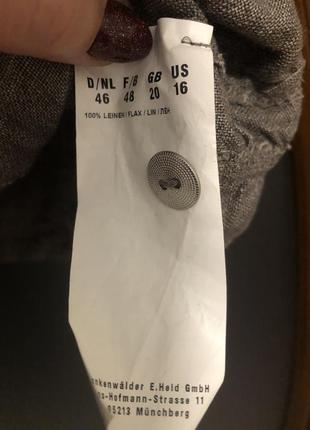 D/NL F/B GB US
46 48 20 16
100% LEINEN / FLAX / LIN /
nkenwälder E. Held GmbH
ns-Hofmann-Strasse 11
95213 Münchberg